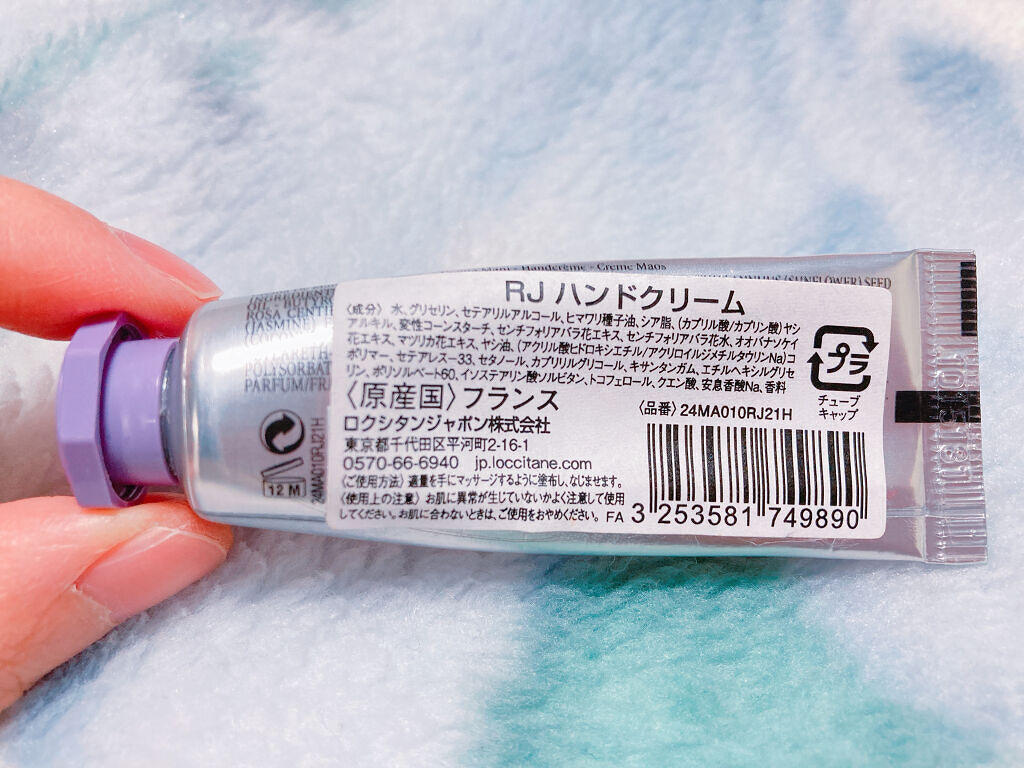 Handcreme - Creme Maos
(SUNFLOWER) SEED
ROSA CENTI
(JASMINE)
POLYSORBAT
PARFUM/FR
12 M
24MA010RJ21H
RJ ハンドクリーム
〈成分〉 水、グリセリン、セテアリルアルコール、ヒマワリ種子油、シア脂、(カプリル酸/カプリン酸)ヤシ
アルキル、変性コーンスターチ、センチフォリアバラ花エキス、センチフォリアバラ花水、オオバナソケイ
花エキス、マツリカ花エキス、ヤシ油、(アクリル酸ヒドロキシエチル/アクリロイルジメチルタウリンNa)コ
ポリマー、セテアレス-33、セタノール、カプリリルグリコール、キサンタンガム、エチルヘキシルグリセ
リン、ポリソルベート60、イソステアリン酸ソルビタン、トコフェロール、クエン酸、安息香酸Na、香料
プラ
チューブ
キャップ
〈原産国〉フランス
〈品番〉24MA010RJ21H
ロクシタンジャポン株式会社
東京都千代田区平河町2-16-1
0570-66-6940 jp.loccitane.com
〈ご使用方法〉適量を手にマッサージするように塗布し、なじませます。
〈使用上の注意〉お肌に異常が生じていないかよく注意して使用
してください。お肌に合わないときは、ご使用をおやめください。 FA
3 253581 749890